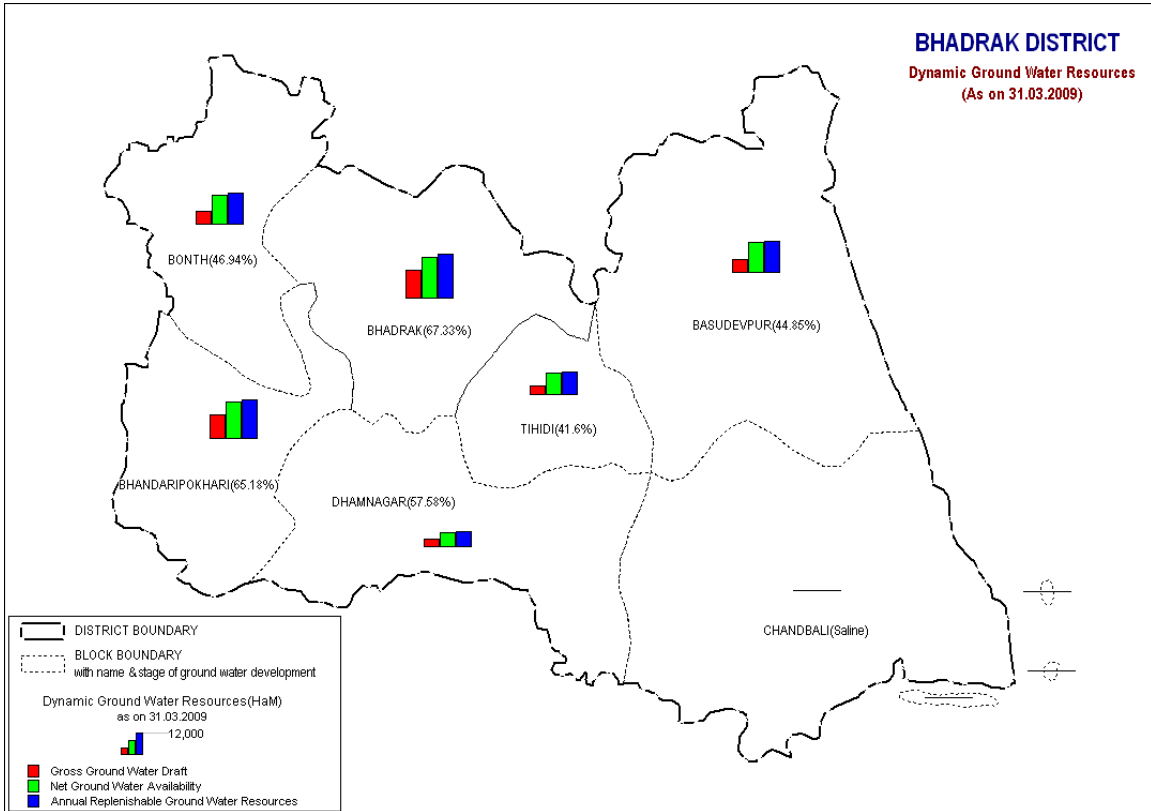 BHADRAK DISTRICT
Dynamic Ground Water Resources
(As on 31.03.2009)
BONTH(46.94%)
BHADRAK(67.33%)
BASUDEVPUR(44.85%)
TIHIDI(41.6%)
BHANDARIPOKHARI(65.18%)
DHAMNAGAR(57.58%)
CHANDBALI(Saline)
DISTRICT BOUNDARY
BLOCK BOUNDARY
with name & stage of ground water development
Dynamic Ground Water Resources(HaM)
as on 31.03.2009
12,000
Gross Ground Water Draft
Net Ground Water Availability
Annual Replenishable Ground Water Resources